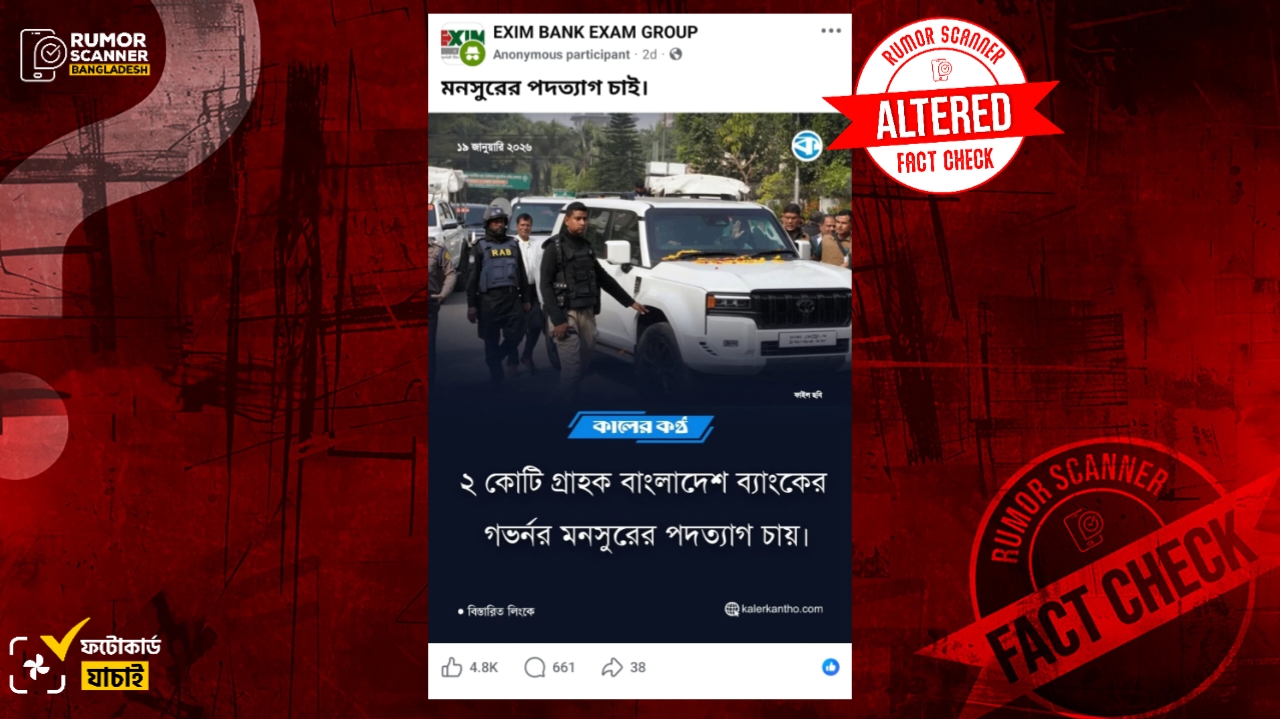 RUMOR
SCANNER
BANGLADESH
EXIM
EXIM BANK EXAM GROUP
Anonymous participant · 2d ·
মনসুরের পদত্যাগ চাই।
১৯ জানুয়ারি ২০২৬
ক
RAB
ফাইল ছবি
কালের কণ্ঠ
২ কোটি গ্রাহক বাংলাদেশ ব্যাংকের
গভর্নর মনসুরের পদত্যাগ চায়।
• বিস্তারিত লিংকে
kalerkantho.com
4.8K 661 38
RUMOR SCANNER
ALTERED
FACT CHECK
RUMOR SCANNER
FACT CHECK
ফটোকার্ড
যাচাই